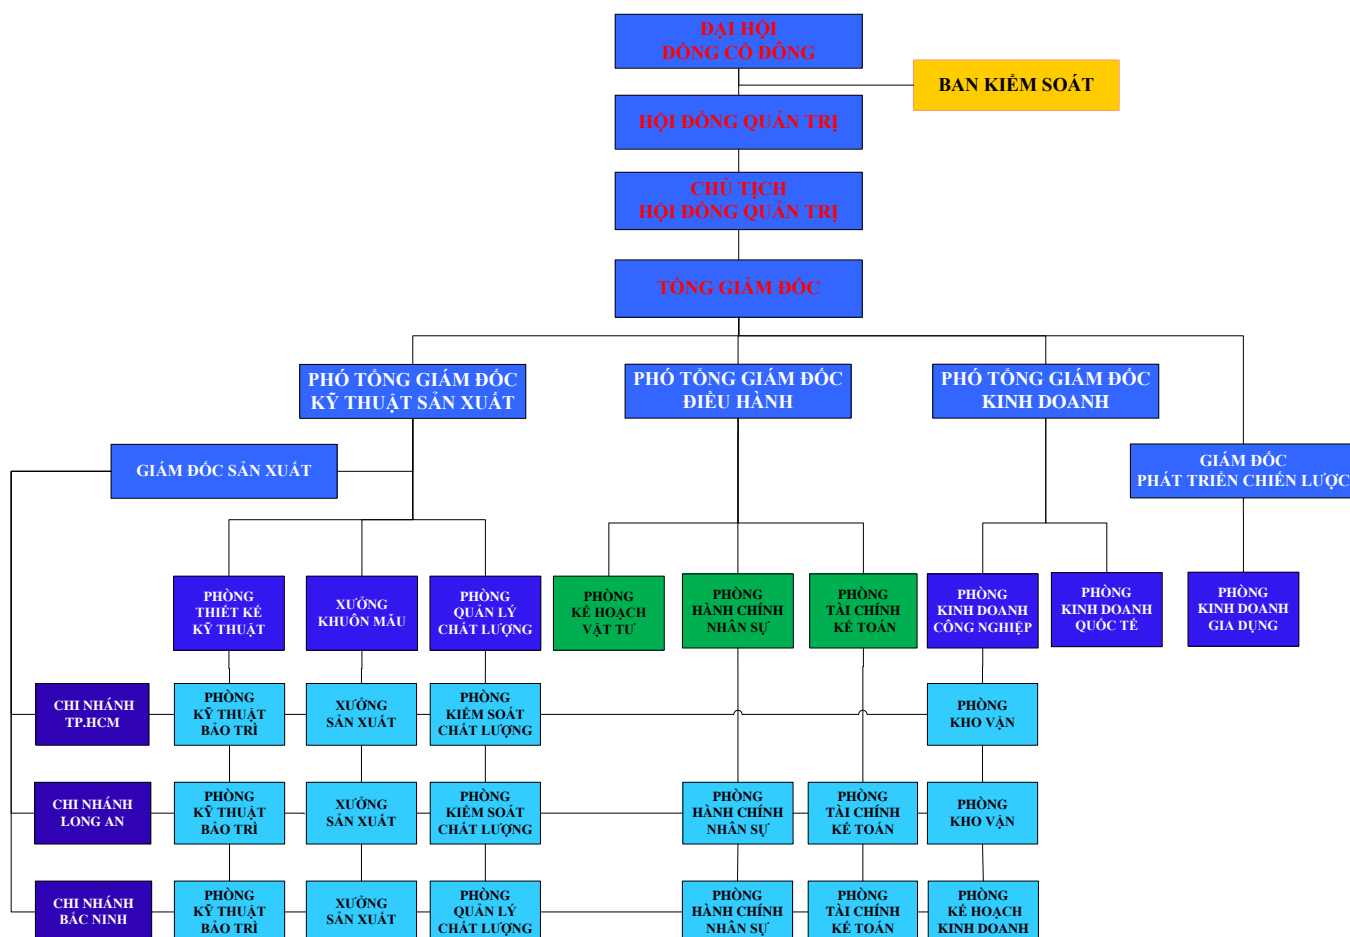 ĐẠI HỘI
ĐỒNG CỔ ĐÔNG
BAN KIỂM SOÁT
HỘI ĐỒNG QUẢN TRỊ
CHỦ TỊCH
HỘI ĐỒNG QUẢN TRỊ
TỔNG GIÁM ĐỐC
PHÓ TỔNG GIÁM ĐỐC
KỸ THUẬT SẢN XUẤT
PHÓ TỔNG GIÁM ĐỐC
ĐIỀU HÀNH
PHÓ TỔNG GIÁM ĐỐC
KINH DOANH
GIÁM ĐỐC SẢN XUẤT
GIÁM ĐỐC
PHÁT TRIỂN CHIẾN LƯỢC
PHÒNG
THIẾT KẾ
KỸ THUẬT
XƯỞNG
KHUÔN MẪU
PHÒNG
QUẢN LÝ
CHẤT LƯỢNG
PHÒNG
KẾ HOẠCH
VẬT TƯ
PHÒNG
HÀNH CHÍNH
NHÂN SỰ
PHÒNG
TÀI CHÍNH
KẾ TOÁN
PHÒNG
KINH DOANH
CÔNG NGHIỆP
PHÒNG
KINH DOANH
QUỐC TẾ
PHÒNG
KINH DOANH
GIA DỤNG
CHI NHÁNH
TP.HCM
PHÒNG
KỸ THUẬT
BẢO TRÌ
XƯỞNG
SẢN XUẤT
PHÒNG
KIỂM SOÁT
CHẤT LƯỢNG
PHÒNG
KHO VẬN
CHI NHÁNH
LONG AN
PHÒNG
KỸ THUẬT
BẢO TRÌ
XƯỞNG
SẢN XUẤT
PHÒNG
KIỂM SOÁT
CHẤT LƯỢNG
PHÒNG
HÀNH CHÍNH
NHÂN SỰ
PHÒNG
TÀI CHÍNH
KẾ TOÁN
PHÒNG
KHO VẬN
CHI NHÁNH
BẮC NINH
PHÒNG
KỸ THUẬT
BẢO TRÌ
XƯỞNG
SẢN XUẤT
PHÒNG
QUẢN LÝ
CHẤT LƯỢNG
PHÒNG
HÀNH CHÍNH
NHÂN SỰ
PHÒNG
TÀI CHÍNH
KẾ TOÁN
PHÒNG
KẾ HOẠCH
KINH DOANH